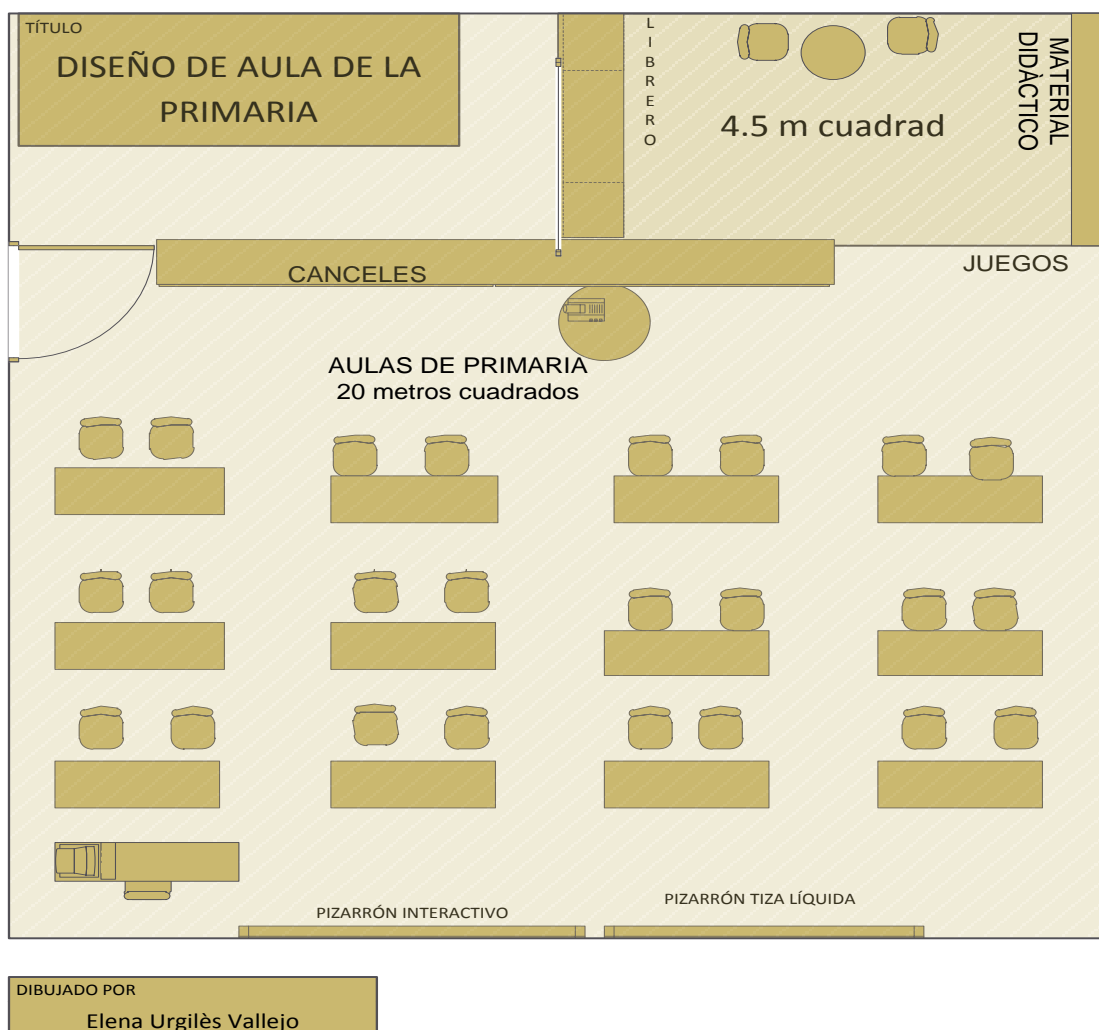 TÍTULO
DISEÑO DE AULA DE LA
PRIMARIA
LIBRERO
4.5 m cuadrad
MATERIAL
DIDÀCTICO
CANCELES
JUEGOS
AULAS DE PRIMARIA
20 metros cuadrados
PIZARRÓN INTERACTIVO
PIZARRÓN TIZA LÍQUIDA
DIBUJADO POR
Elena Urgilès Vallejo